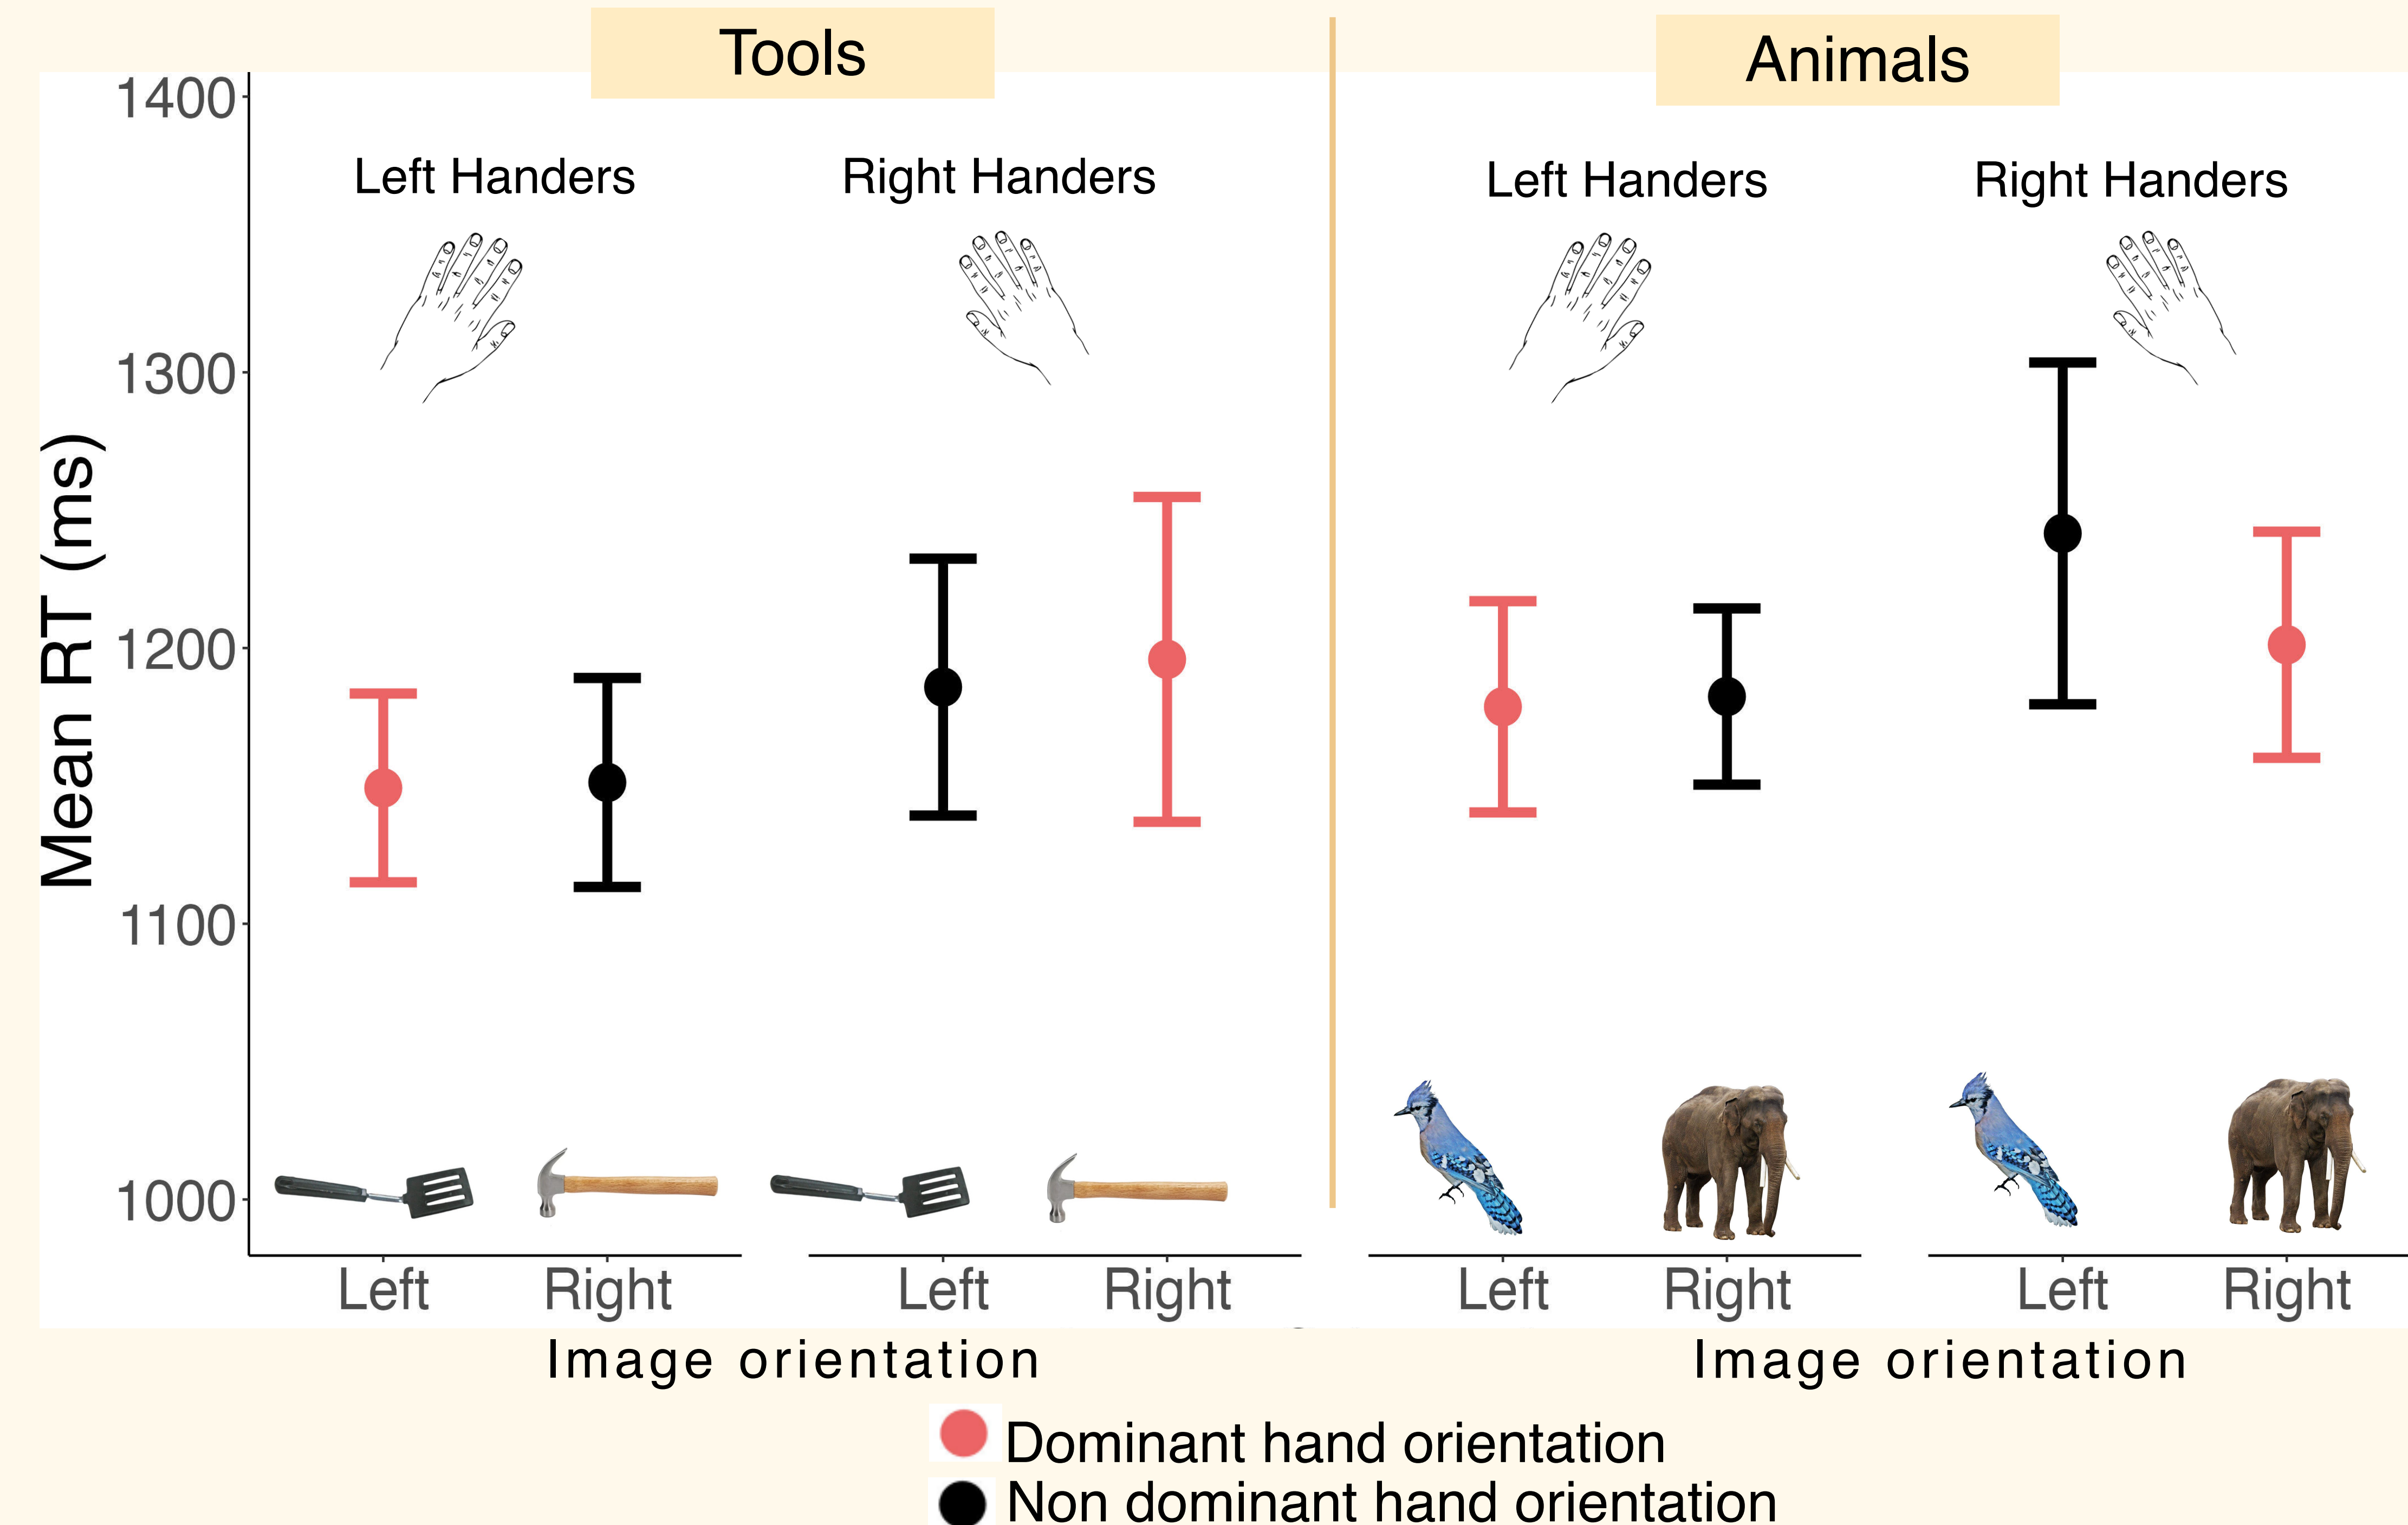 Tools
Animals
1400
1300
1200
1100
1000
Mean RT (ms)
Left Handers
Right Handers
Left Handers
Right Handers
Left
Right
Left
Right
Left
Right
Left
Right
Image orientation
Image orientation
Dominant hand orientation
Non dominant hand orientation